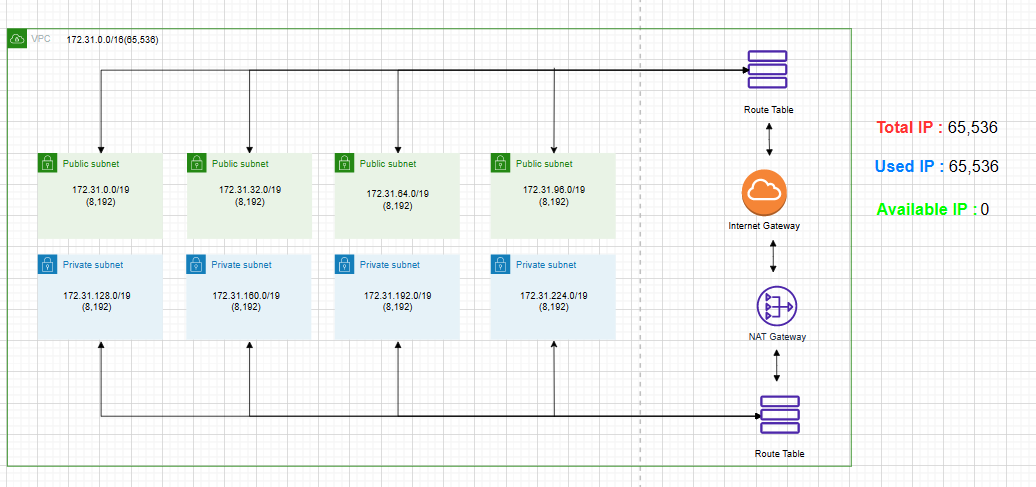 VPC 172.31.0.0/16(65,536)
Route Table
Total IP : 65,536
Public subnet
Public subnet
Public subnet
Public subnet
Used IP : 65,536
172.31.0.0/19
(8,192)
172.31.32.0/19
(8,192)
172.31.64.0/19
(8,192)
172.31.96.0/19
(8,192)
Available IP : 0
Internet Gateway
Private subnet
Private subnet
Private subnet
Private subnet
172.31.128.0/19
(8,192)
172.31.160.0/19
(8,192)
172.31.192.0/19
(8,192)
172.31.224.0/19
(8,192)
NAT Gateway
Route Table